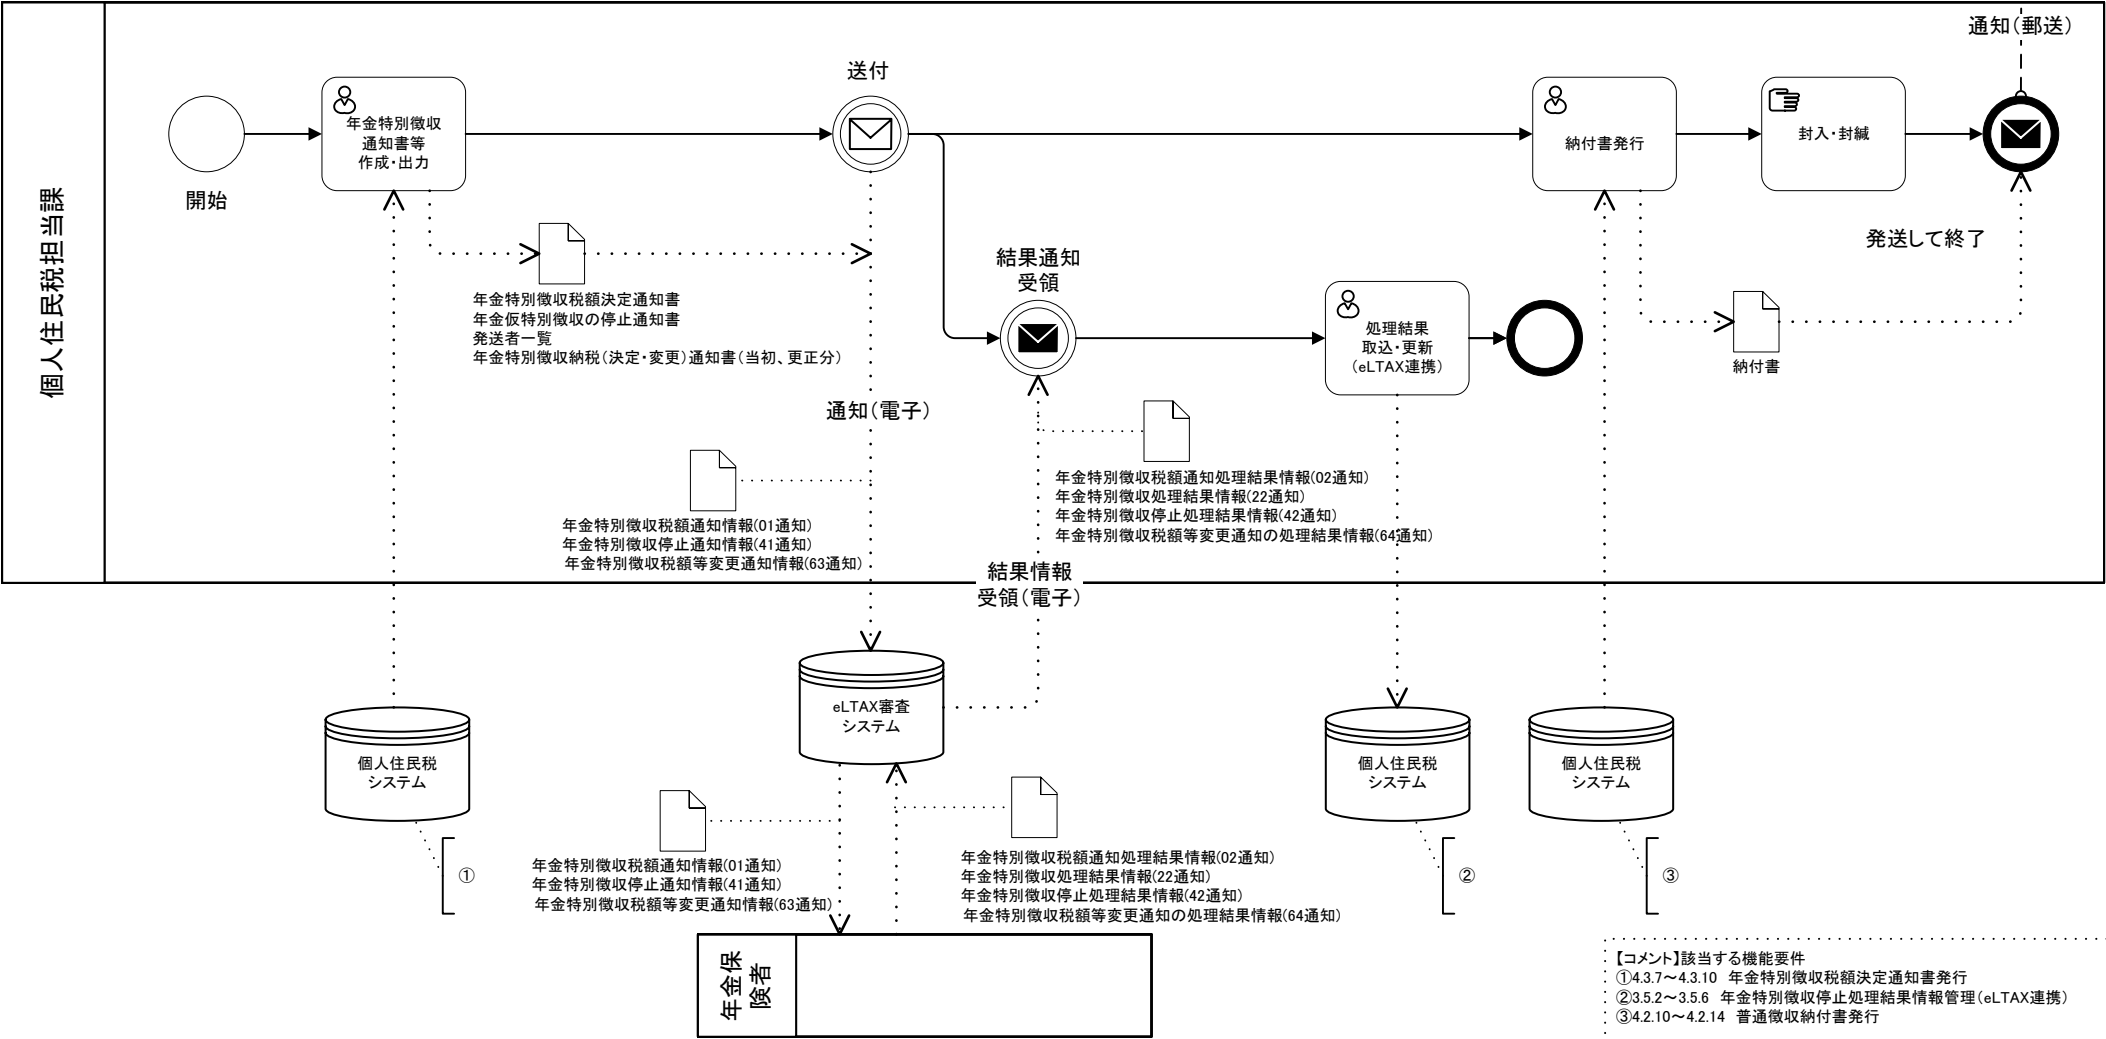 個人住民税担当課
開始
年金特別徴収
通知書等
作成・出力
送付
年金特別徴収税額決定通知書
年金仮特別徴収の停止通知書
発送者一覧
年金特別徴収納税（決定・変更）通知書（当初、更正分）
通知（電子）
年金特別徴収税額通知情報(01通知)
年金特別徴収停止通知情報(41通知)
年金特別徴収税額等変更通知情報(63通知)
結果通知
受領
年金特別徴収税額通知処理結果情報(02通知)
年金特別徴収処理結果情報(22通知)
年金特別徴収停止処理結果情報(42通知)
年金特別徴収税額等変更通知の処理結果情報(64通知)
結果情報
受領（電子）
処理結果
取込・更新
（eLTAX連携）
納付書発行
封入・封緘
通知（郵送）
発送して終了
納付書
個人住民税
システム
①
eLTAX審査
システム
年金特別徴収税額通知情報(01通知)
年金特別徴収停止通知情報(41通知)
年金特別徴収税額等変更通知情報(63通知)
年金特別徴収税額通知処理結果情報(02通知)
年金特別徴収処理結果情報(22通知)
年金特別徴収停止処理結果情報(42通知)
年金特別徴収税額等変更通知の処理結果情報(64通知)
個人住民税
システム
②
個人住民税
システム
③
年金保
険者
【コメント】該当する機能要件
①4.3.7～4.3.10 年金特別徴収税額決定通知書発行
②3.5.2～3.5.6 年金特別徴収停止処理結果情報管理（eLTAX連携）
③4.2.10～4.2.14 普通徴収納付書発行